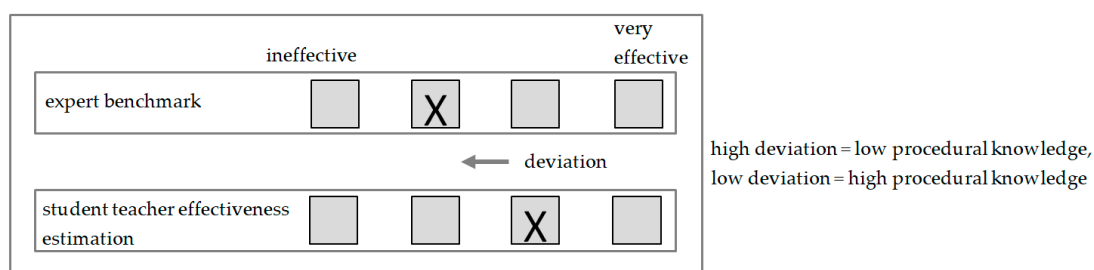 very
ineffective
effective
expert benchmark
X
deviation
high deviation = low procedural knowledge,
low deviation = high procedural knowledge
student teacher effectiveness
estimation
X